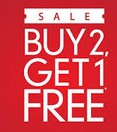 SALE
BUY 2,
GET 1
FREE*